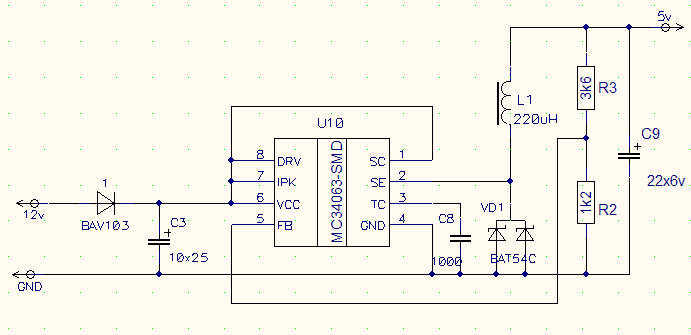 5v
3k6
R3
L1
220uH
C9
+
22x6v
U10
MC34063-SMD
8
DRV
SC
1
7
IPK
SE
2
6
VCC
TC
3
5
FB
GND
4
1
BAV103
12v
C3
+
10x25
C8
1000
VD1
BAT54C
1k2
R2
GND